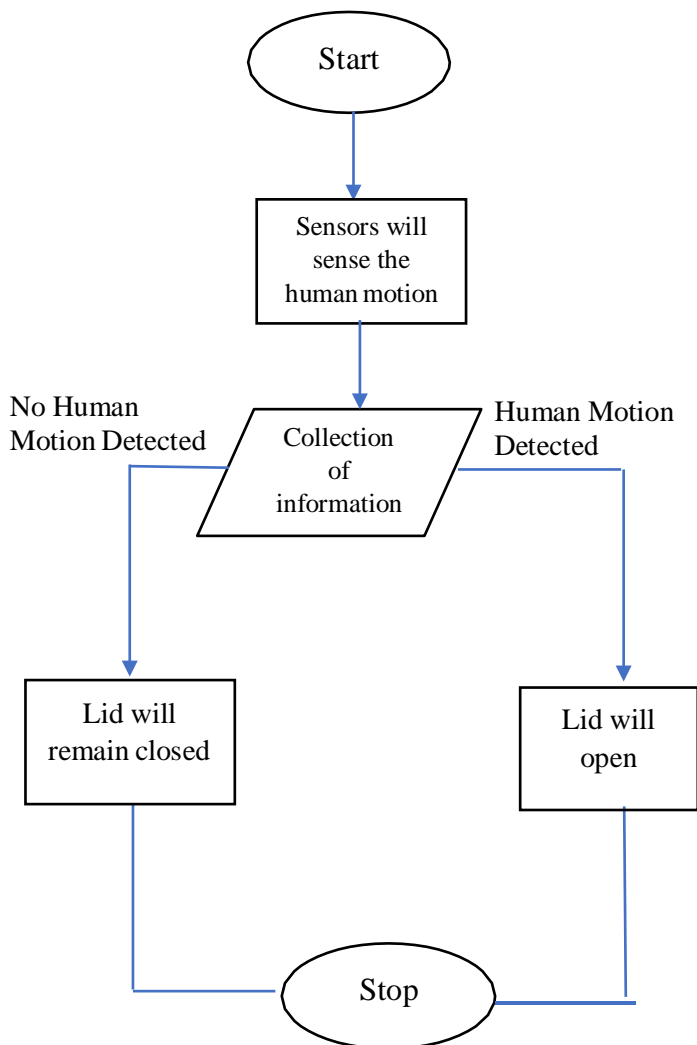 Start
Sensors will
sense the
human motion
No Human
Motion Detected
Collection
of
information
Human Motion
Detected
Lid will
remain closed
Lid will
open
Stop